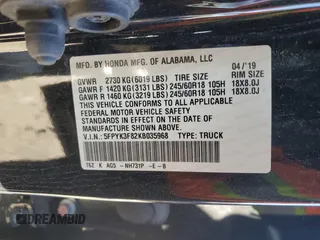 MFD. BY HONDA MFG. OF ALABAMA, LLC
04/'19
GVWR 2730 KG(6019 LBS) TIRE SIZE RIM SIZE
GAWR F 1420 KG(3131 LBS) 245/60R18 105H 18X8.0J
GAWR R 1460 KG(3219 LBS) 245/60R18 105H 18X8.0J
THIS VEHICLE CONFORMS TO ALL APPLICABLE
FEDERAL MOTOR VEHICLE SAFETY STANDARDS IN
EFFECT ON THE DATE OF MANUFACTURE SHOWN ABOVE.
V.I.N.: 5FPYK3F82KB035968 TYPE: TRUCK
T6Z K AG5 -NH731P -E -B
DREAMBID